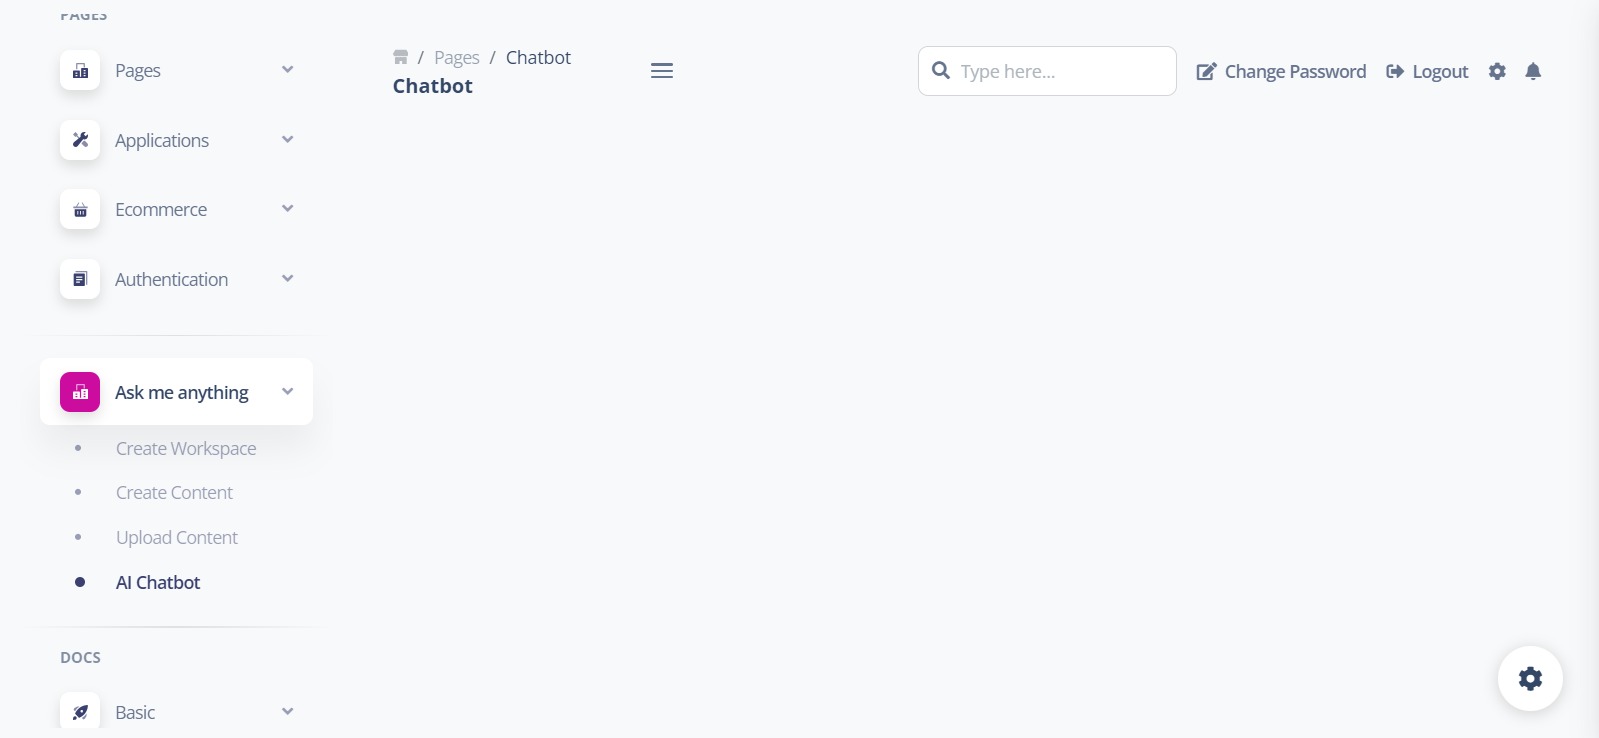 PAGES
Pages
Applications
Ecommerce
Authentication
Ask me anything
Create Workspace
Create Content
Upload Content
AI Chatbot
DOCS
Basic
/ Pages / Chatbot
Chatbot
Type here...
Change Password
Logout